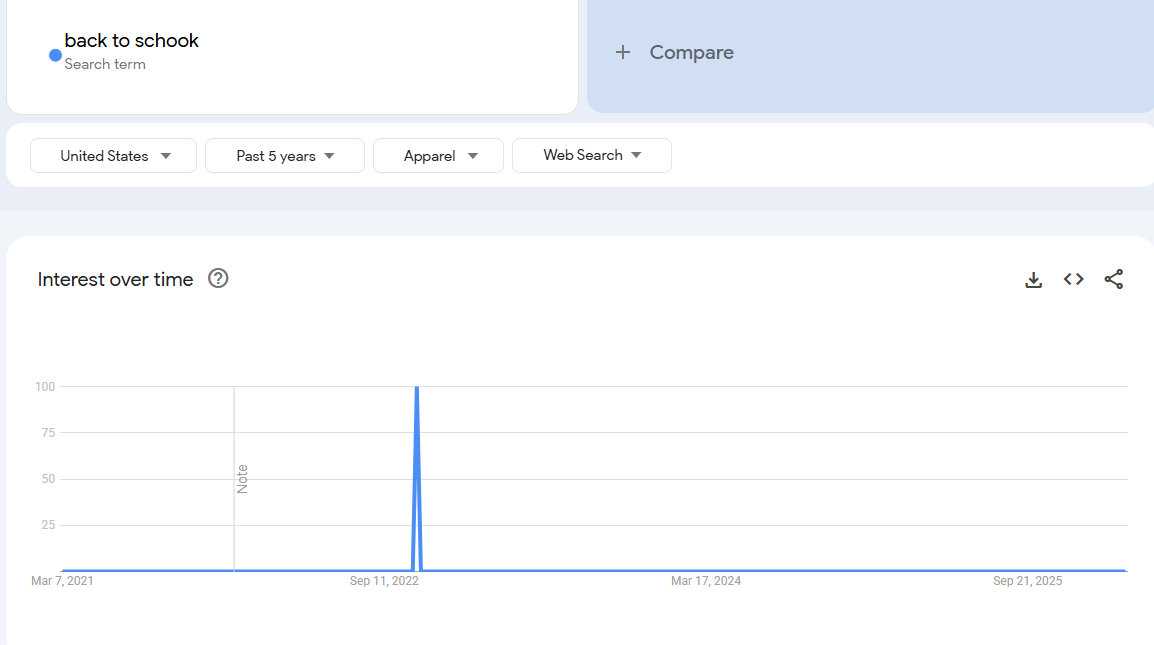 back to schook
Search term
+ Compare
United States
Past 5 years
Apparel
Web Search
Interest over time
100
75
50
25
Note
Mar 7, 2021
Sep 11, 2022
Mar 17, 2024
Sep 21, 2025